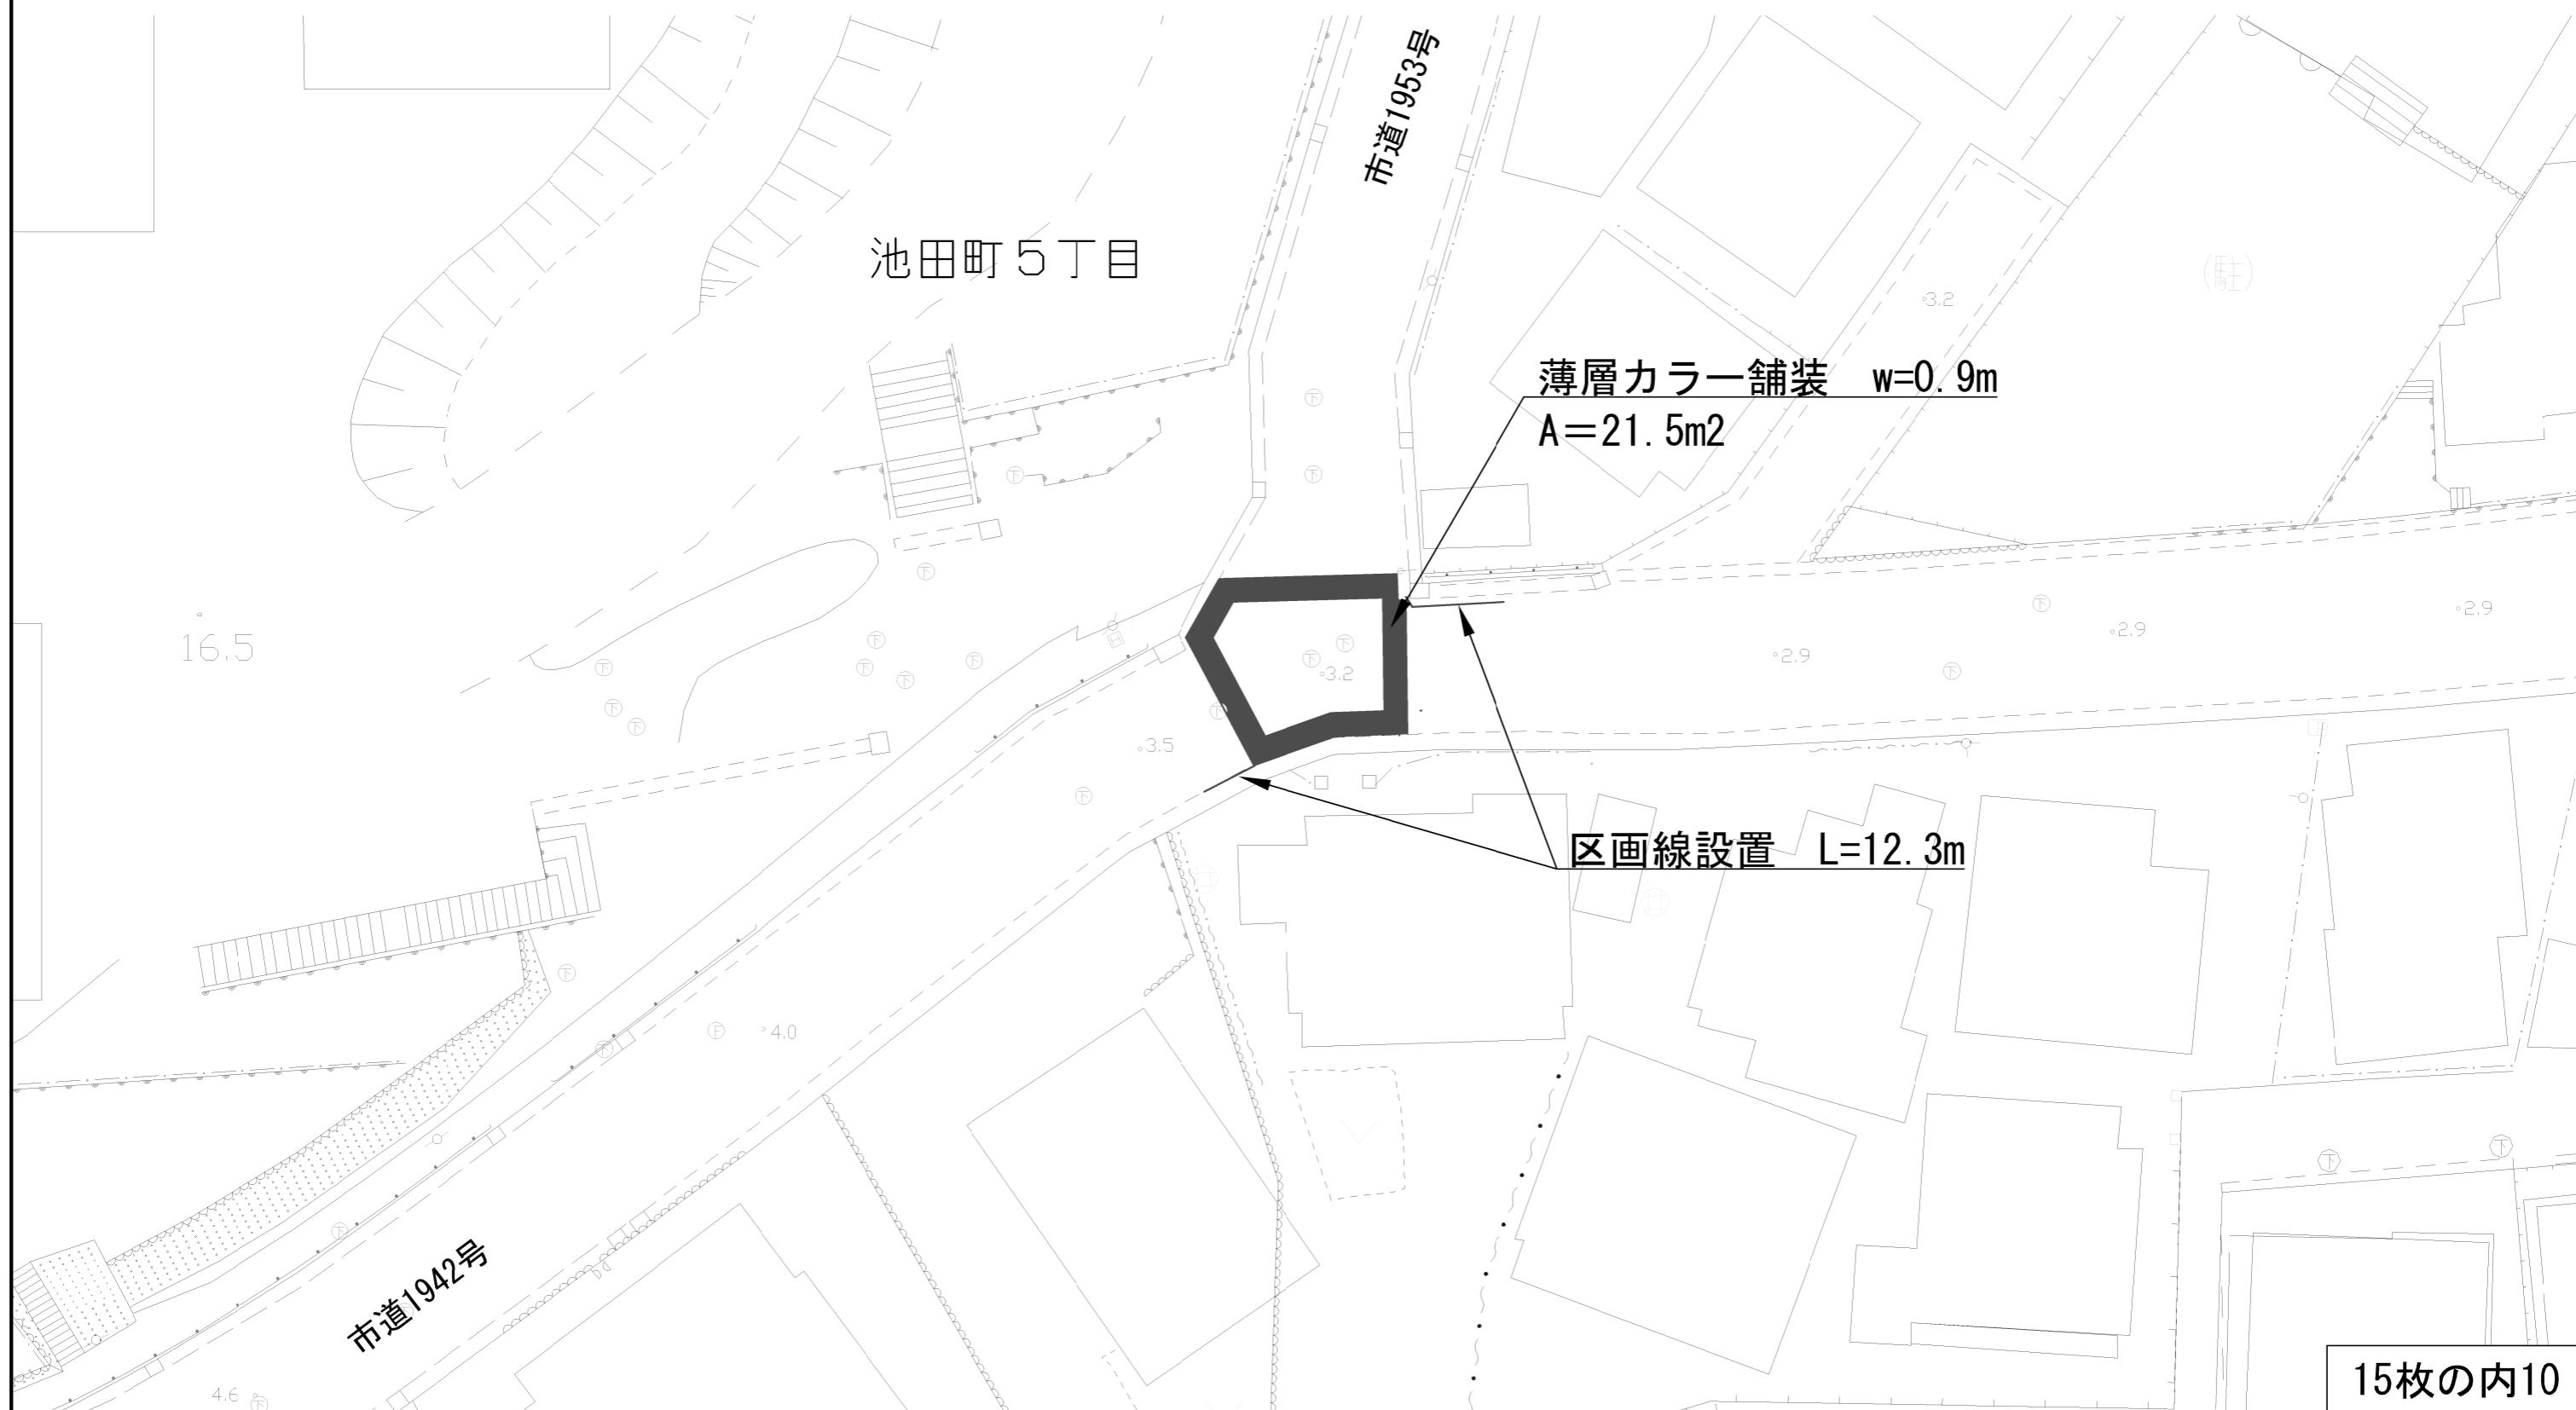 市道1953号
池田町5丁目
(駐)
3.2
薄層カラー舗装　w=0.9m
A=21.5m2
16.5
3.2
2.9
2.9
2.9
3.5
区画線設置　L=12.3m
4.0
市道1942号
4.6
15枚の内10